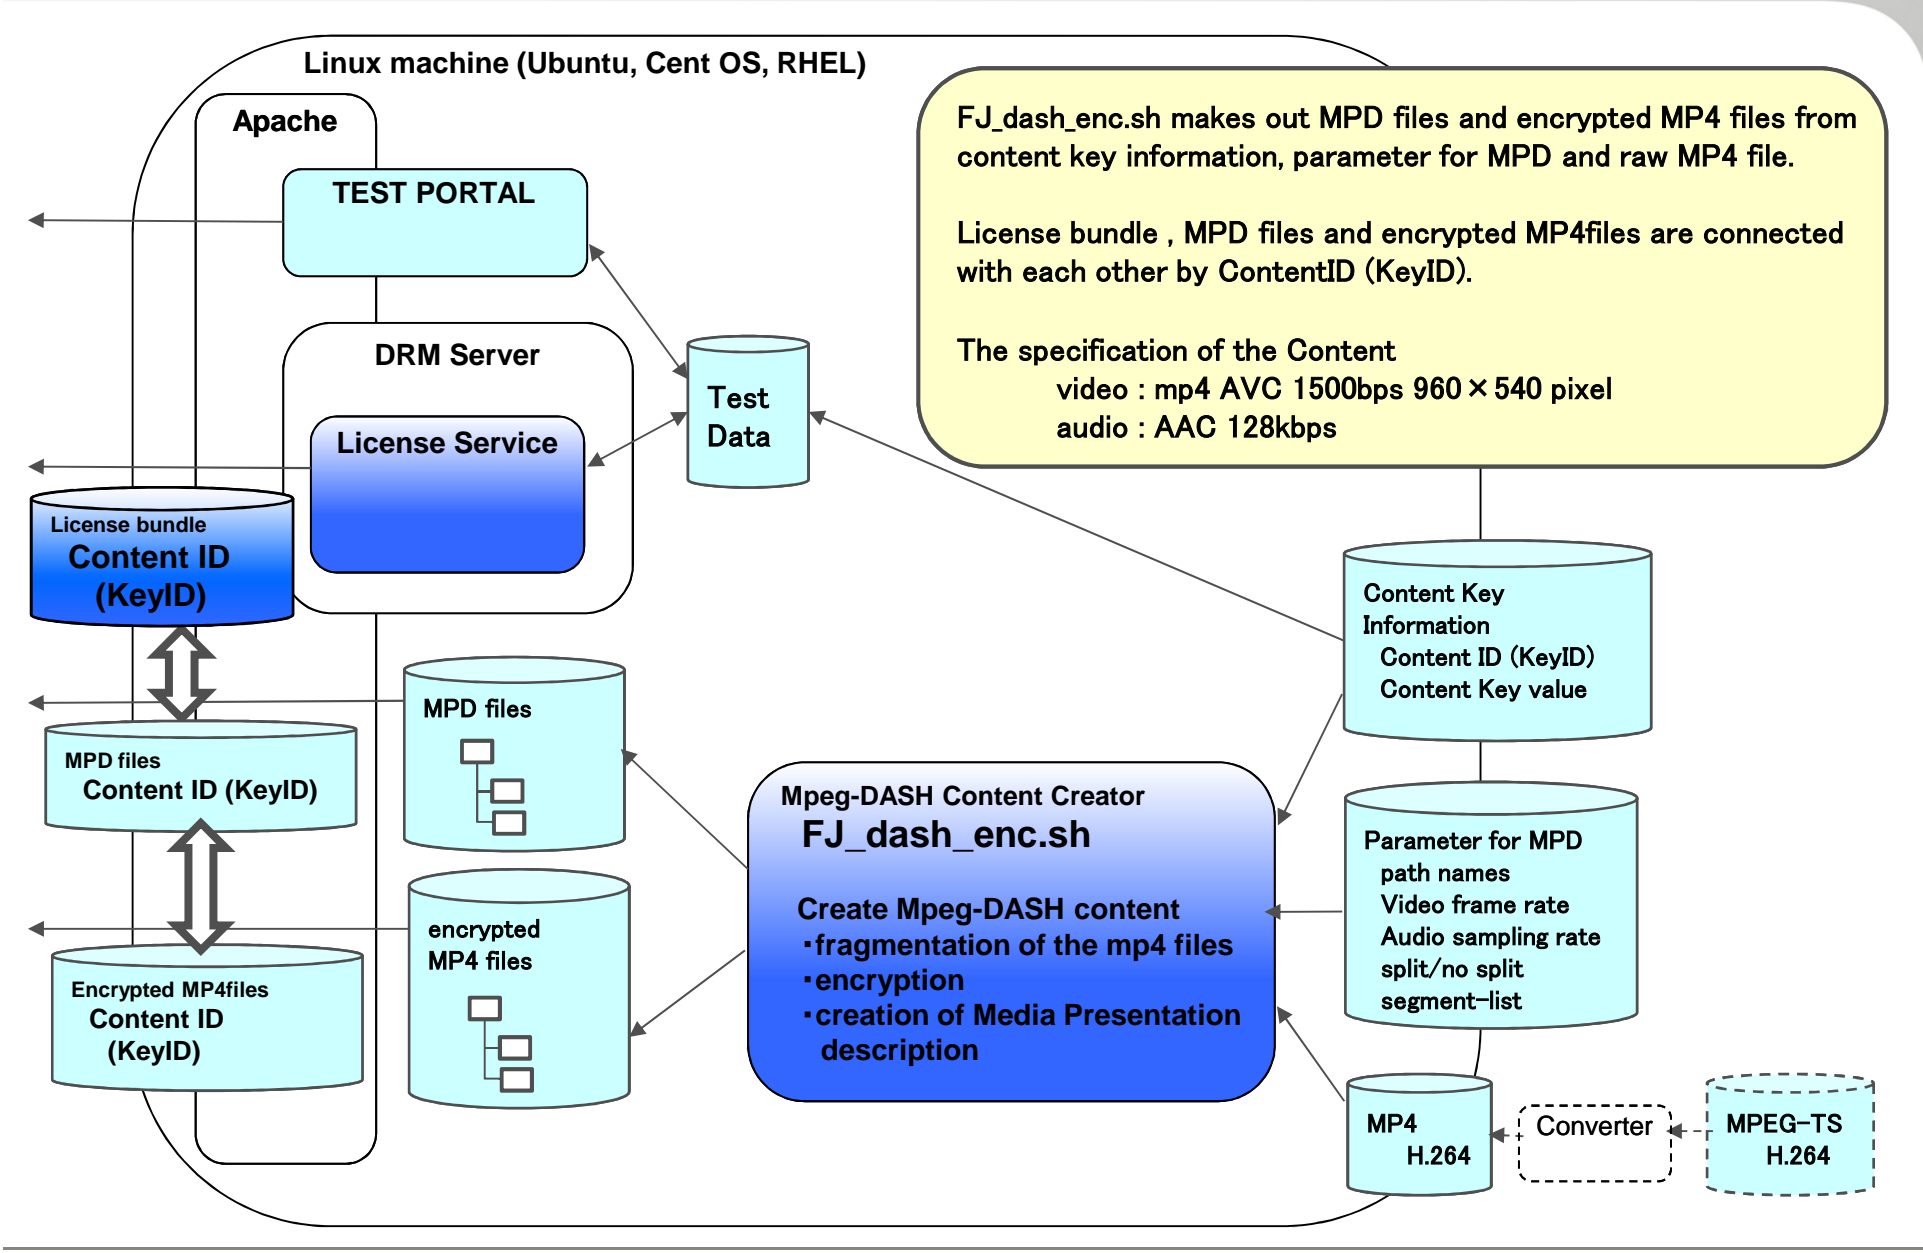 Linux machine (Ubuntu, Cent OS, RHEL)
Apache
TEST PORTAL
FJ_dash_enc.sh makes out MPD files and encrypted MP4 files from
content key information, parameter for MPD and raw MP4 file.
License bundle , MPD files and encrypted MP4files are connected
with each other by ContentID (KeyID).
The specification of the Content
video : mp4 AVC 1500bps 960×540 pixel
audio : AAC 128kbps
DRM Server
License Service
Test
Data
License bundle
Content ID
(KeyID)
Content Key
Information
Content ID (KeyID)
Content Key value
MPD files
MPD files
Content ID (KeyID)
Mpeg-DASH Content Creator
FJ_dash_enc.sh
Create Mpeg-DASH content
・fragmentation of the mp4 files
・encryption
・creation of Media Presentation
description
Parameter for MPD
path names
Video frame rate
Audio sampling rate
split/no split
segment-list
encrypted
MP4 files
Encrypted MP4files
Content ID
(KeyID)
MP4
H.264
Converter
MPEG-TS
H.264